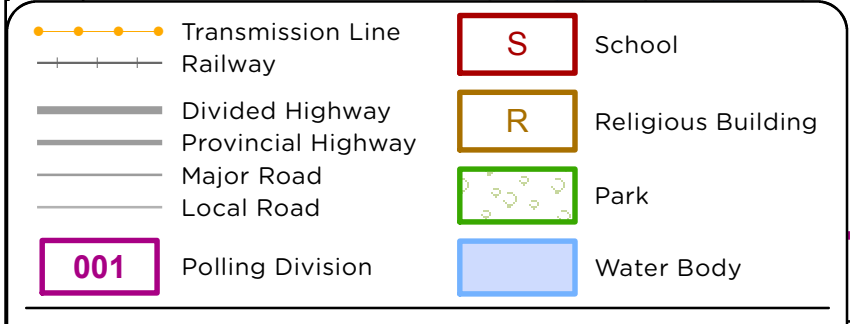 Transmission Line
Railway
Divided Highway
Provincial Highway
Major Road
Local Road
001 Polling Division
S School
R Religious Building
Park
Water Body